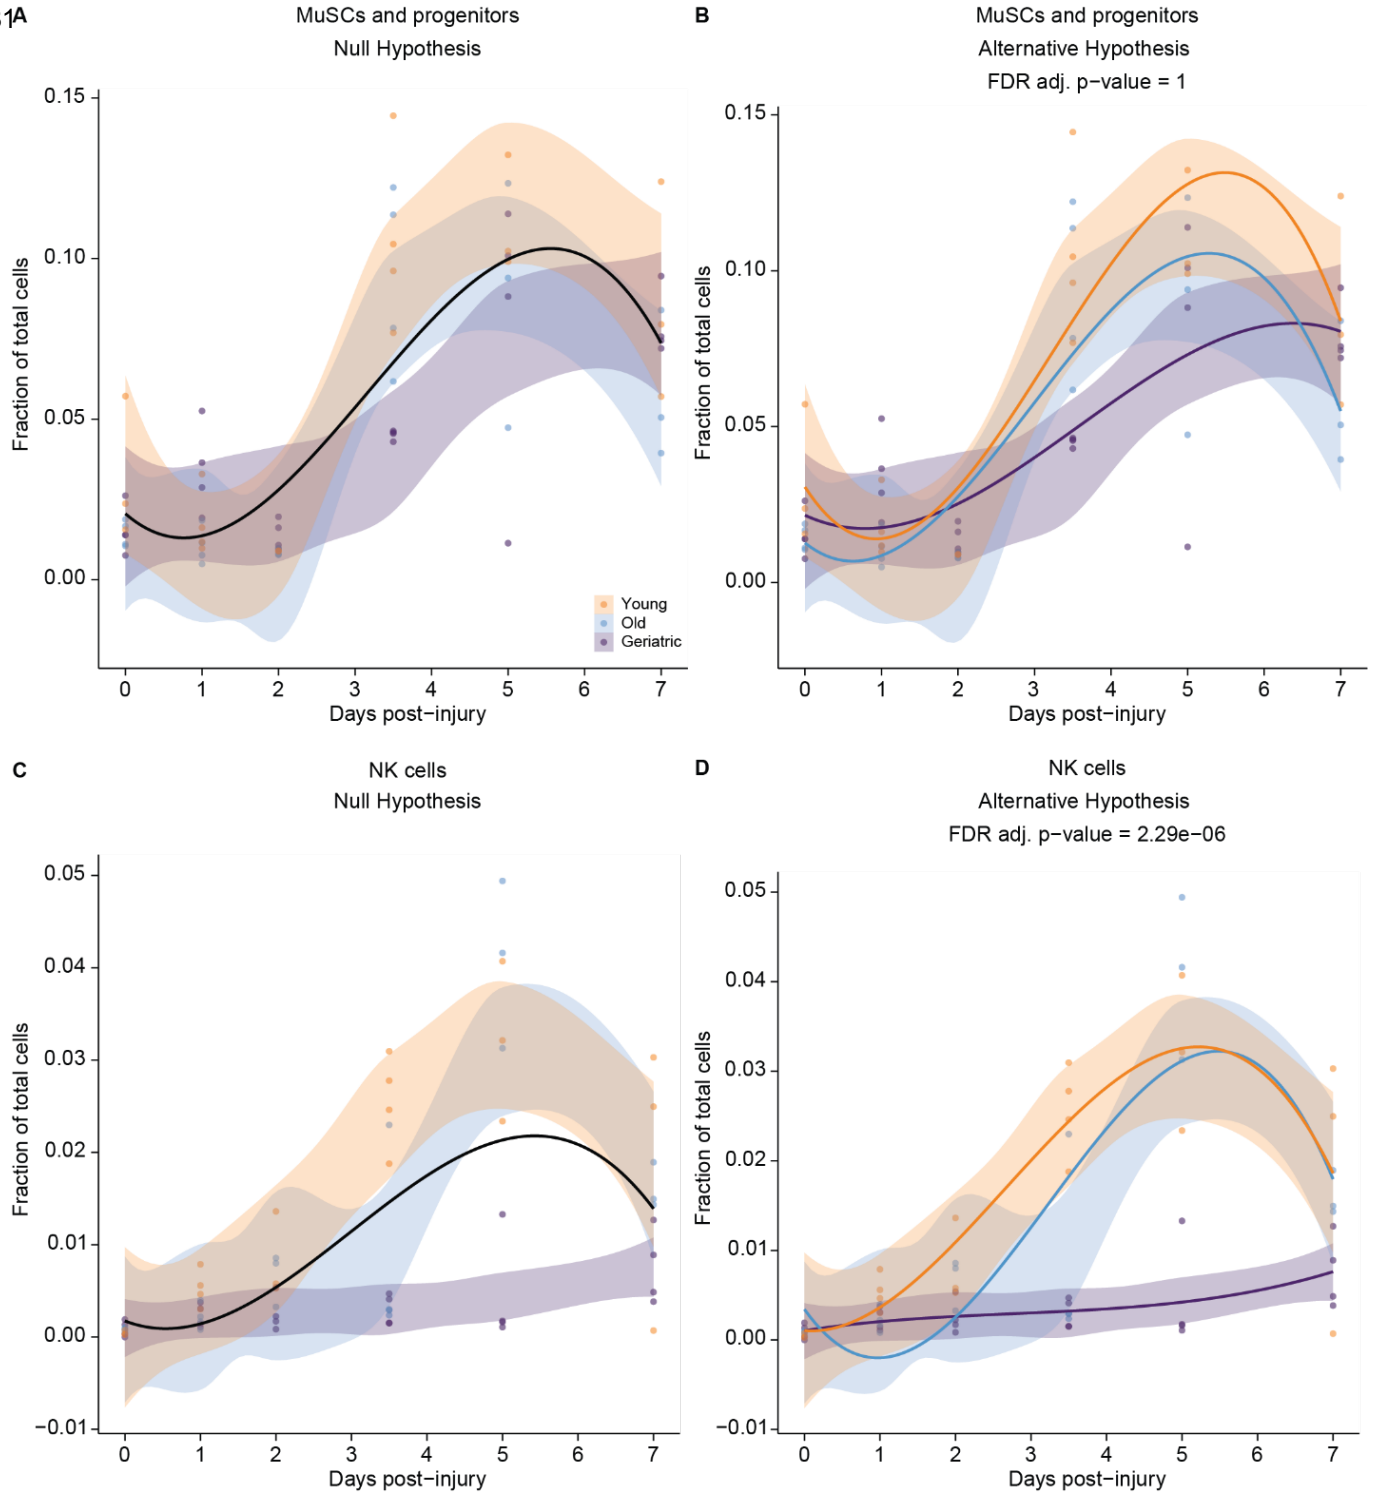 A
MuSCs and progenitors
Null Hypothesis
0.15
0.10
0.05
0.00
Fraction of total cells
Young
Old
Geriatric
0 1 2 3 4 5 6 7
Days post−injury
B
MuSCs and progenitors
Alternative Hypothesis
FDR adj. p−value = 1
0.15
0.10
0.05
0.00
Fraction of total cells
0 1 2 3 4 5 6 7
Days post−injury
C
NK cells
Null Hypothesis
0.05
0.04
0.03
0.02
0.01
0.00
−0.01
Fraction of total cells
0 1 2 3 4 5 6 7
Days post−injury
D
NK cells
Alternative Hypothesis
FDR adj. p−value = 2.29e−06
0.05
0.04
0.03
0.02
0.01
0.00
−0.01
Fraction of total cells
0 1 2 3 4 5 6 7
Days post−injury